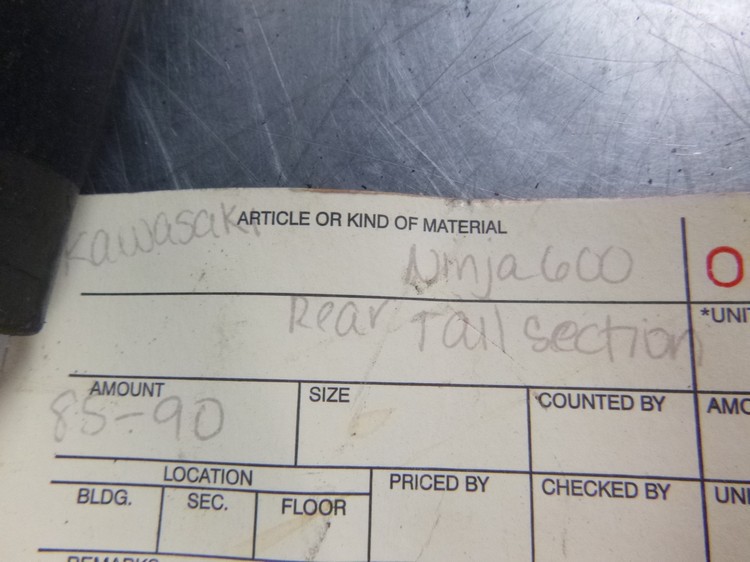 ARTICLE OR KIND OF MATERIAL
Kawasaki Ninja 600
Rear Tail section
*UNI
AMOUNT SIZE COUNTED BY AMO
85-90
LOCATION PRICED BY CHECKED BY UNI
BLDG. SEC. FLOOR
REMARKS